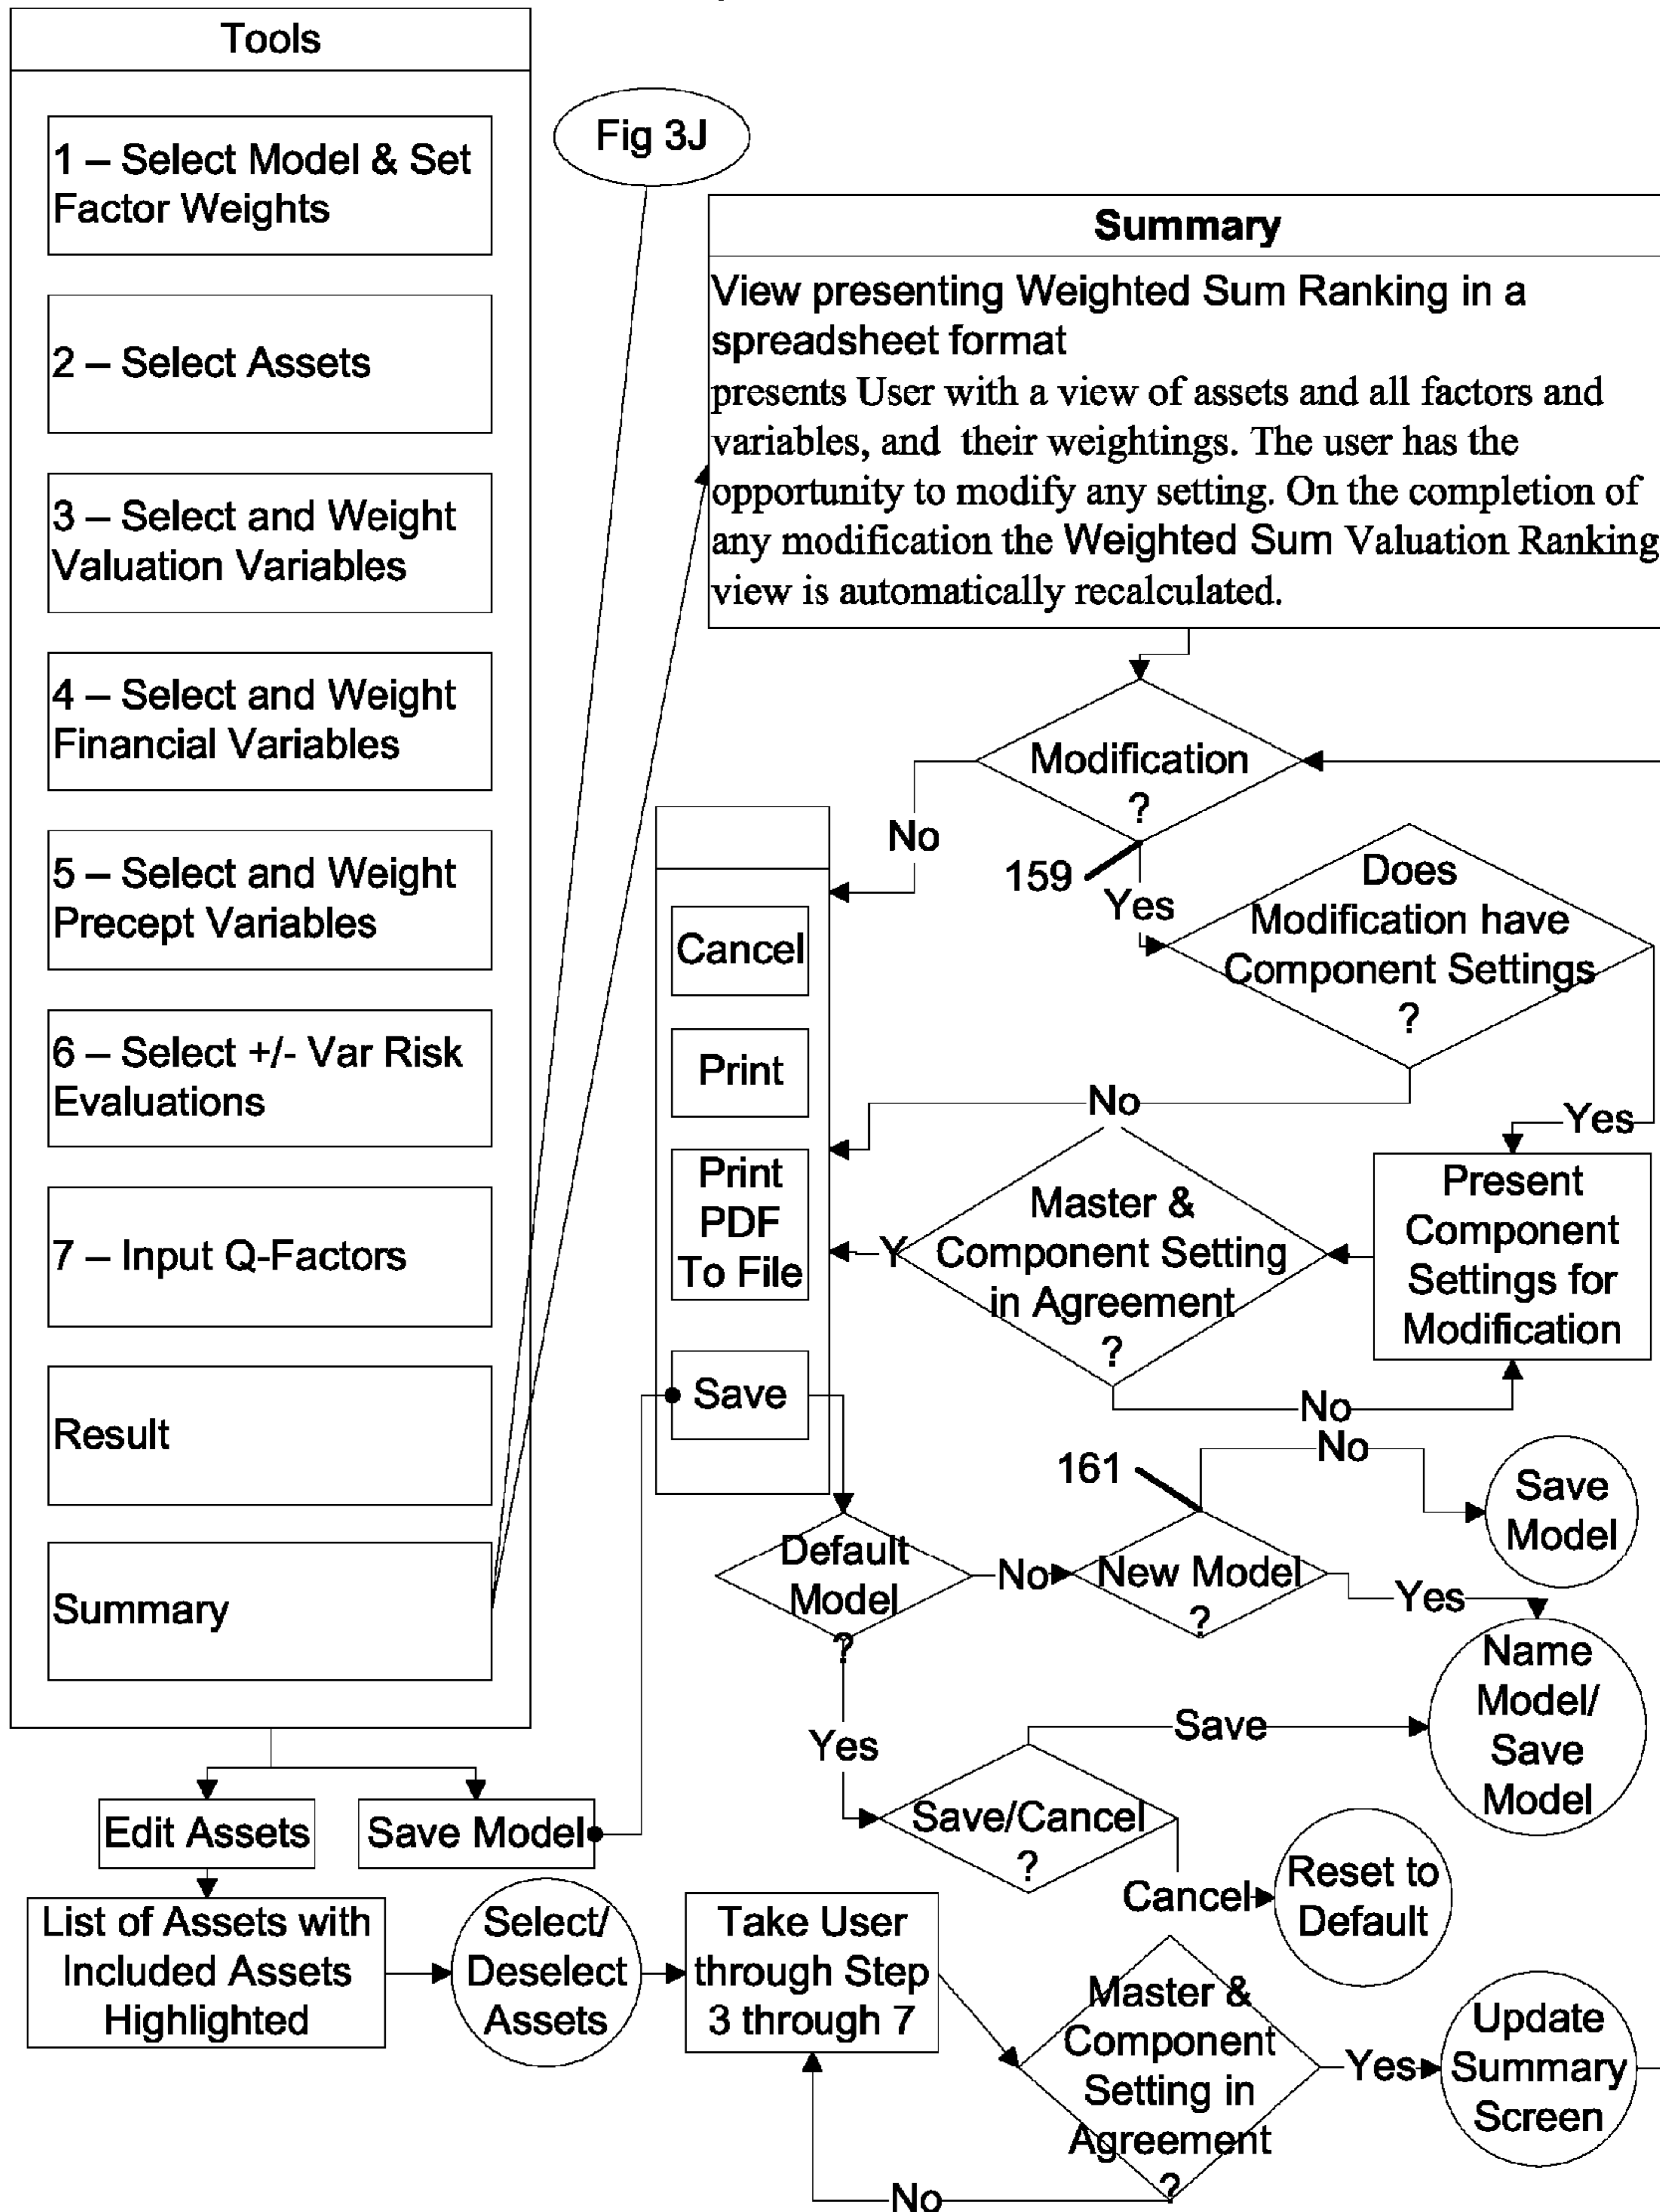 Tools
1 – Select Model & Set
Factor Weights
2 – Select Assets
3 – Select and Weight
Valuation Variables
4 – Select and Weight
Financial Variables
5 – Select and Weight
Precept Variables
6 – Select +/- Var Risk
Evaluations
7 – Input Q-Factors
Result
Summary
Fig 3J
Summary
View presenting Weighted Sum Ranking in a
spreadsheet format
presents User with a view of assets and all factors and
variables, and their weightings. The user has the
opportunity to modify any setting. On the completion of
any modification the Weighted Sum Valuation Ranking
view is automatically recalculated.
Modification
?
No
159
Yes
Does
Modification have
Component Settings
?
No
Yes
Cancel
Print
Print
PDF
To File
Save
Y
Master &
Component Setting
in Agreement
?
Present
Component
Settings for
Modification
No
No
161
Save
Model
Default
Model
?
No
New Model
?
Yes
Name
Model/
Save
Model
Yes
Save
Save/Cancel
?
Cancel
Reset to
Default
Edit Assets
Save Model
List of Assets with
Included Assets
Highlighted
Select/
Deselect
Assets
Take User
through Step
3 through 7
Master &
Component
Setting in
Agreement
?
Yes
Update
Summary
Screen
No